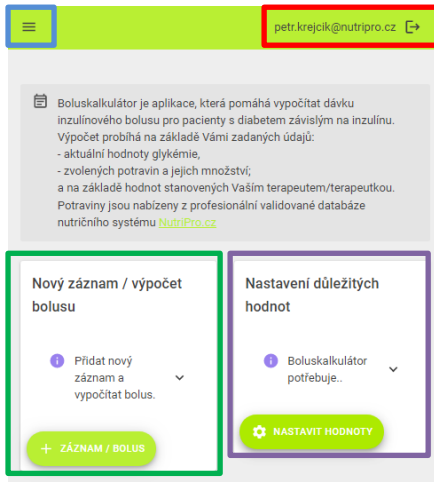 petr.krejcik@nutripro.cz
Boluskalkulátor je aplikace, která pomáhá vypočítat dávku
inzulínového bolusu pro pacienty s diabetem závislým na inzulínu.
Výpočet probíhá na základě Vámi zadaných údajů:
- aktuální hodnoty glykémie,
- zvolených potravin a jejich množství;
a na základě hodnot stanovených Vaším terapeutem/terapeutkou.
Potraviny jsou nabízeny z profesionální validované databáze
nutričního systému NutriPro.cz
Nový záznam / výpočet
bolusu
Přidat nový
záznam a
vypočítat bolus.
+ ZÁZNAM / BOLUS
Nastavení důležitých
hodnot
Boluskalkulátor
potřebuje..
NASTAVIT HODNOTY